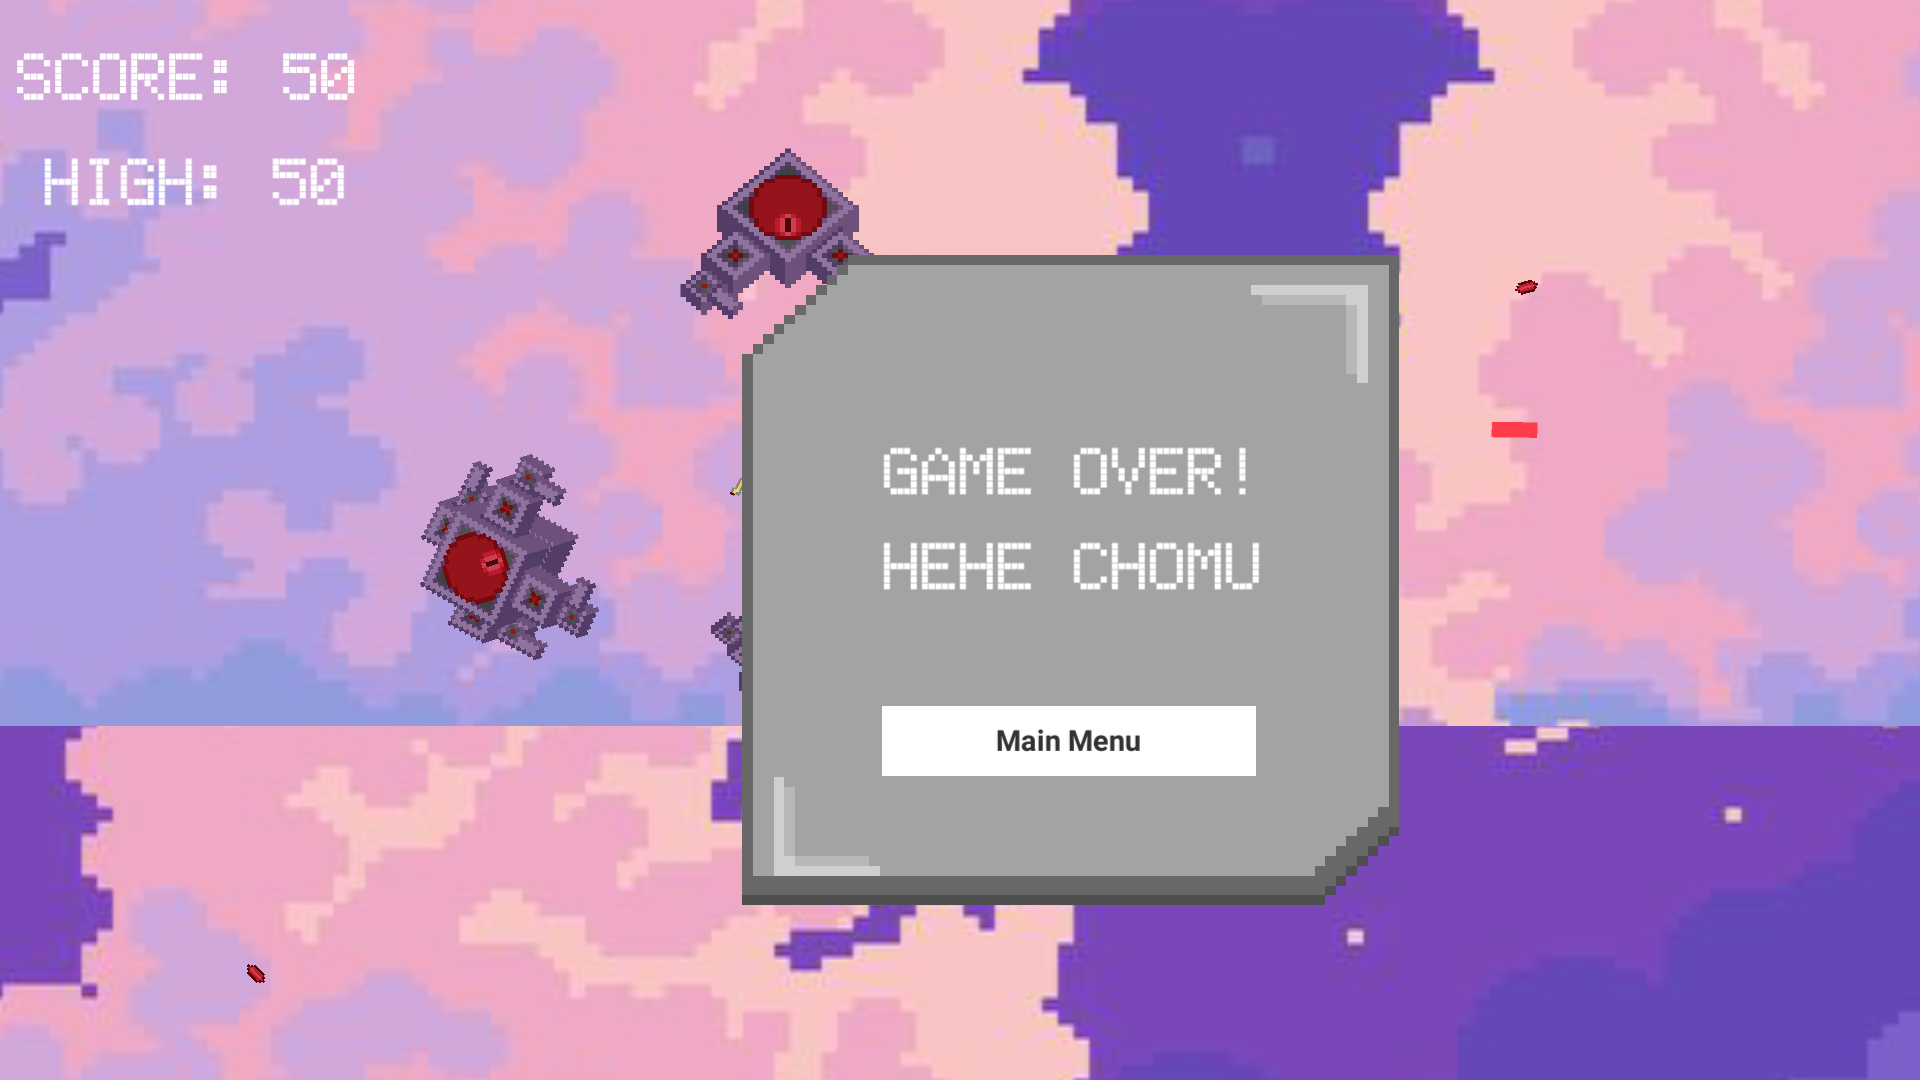 SCORE: 50
HIGH: 50
GAME OVER!
HEHE CHOMU
Main Menu